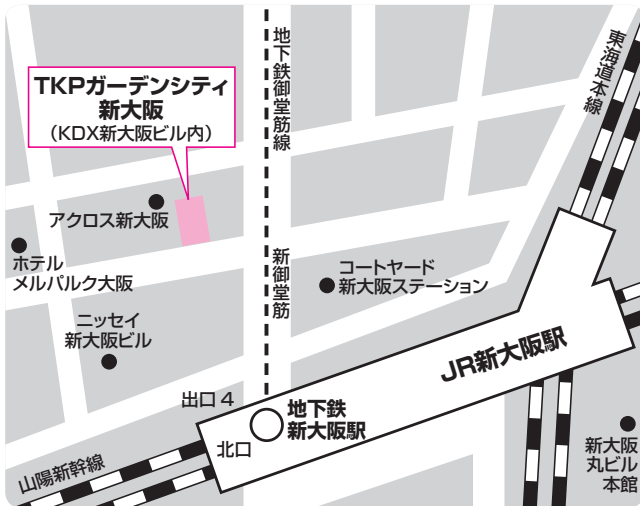 TKPガーデンシティ
新大阪
(KDX新大阪ビル内)
地下鉄御堂筋線
東海道本線
アクロス新大阪
ホテル
メルパルク大阪
新御堂筋
コートヤード
新大阪ステーション
ニッセイ
新大阪ビル
JR新大阪駅
出口4
地下鉄
新大阪駅
北口
山陽新幹線
新大阪
丸ビル
本館